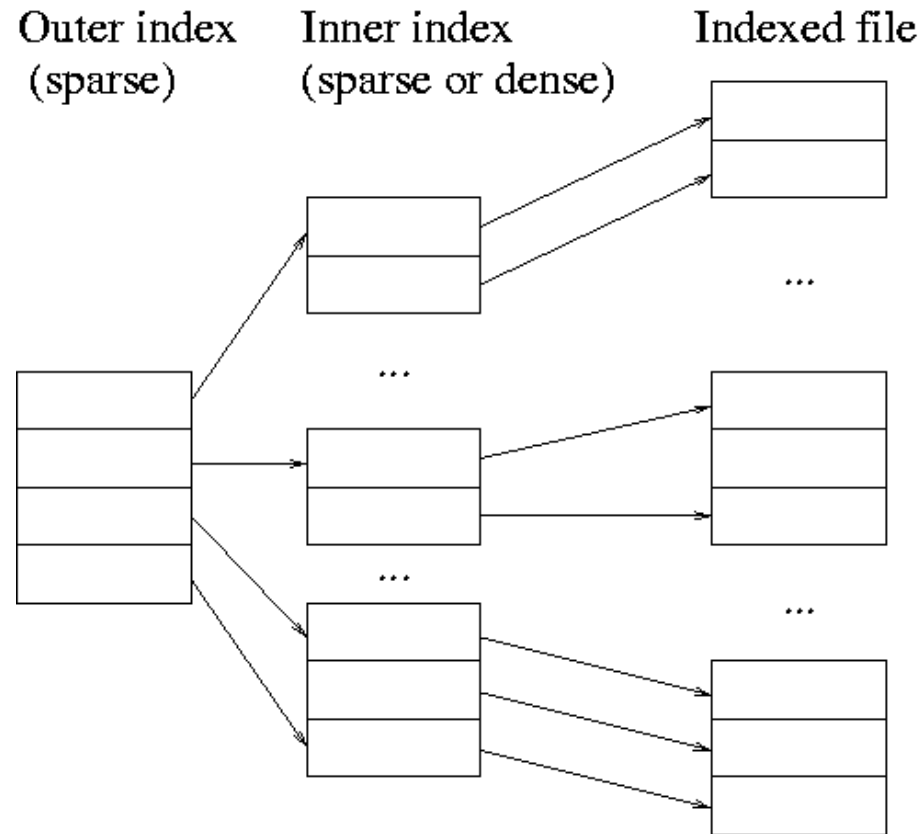 Outer index
(sparse)
Inner index
(sparse or dense)
Indexed file
...
...
...
...